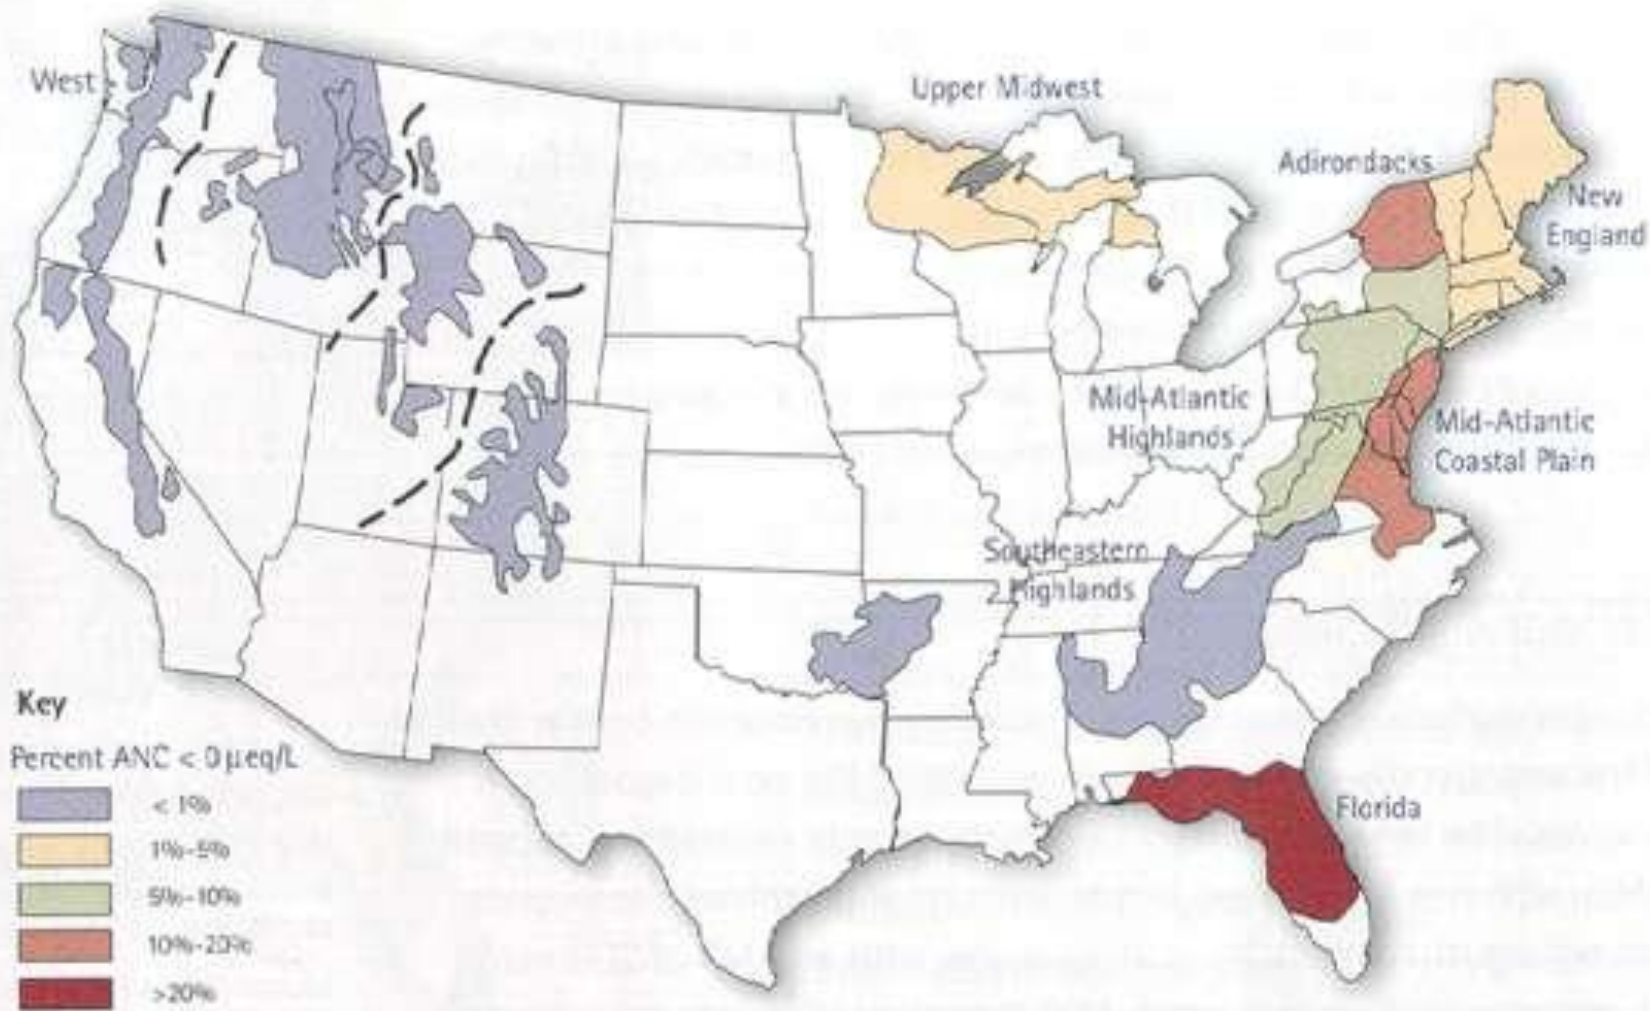 West
Upper Midwest
Adirondacks
New
England
Mid-Atlantic
Highlands
Mid-Atlantic
Coastal Plain
Southeastern
Highlands
Florida
Key
Percent ANC < 0 µeq/L
< 1%
1%-5%
5%-10%
10%-20%
>20%